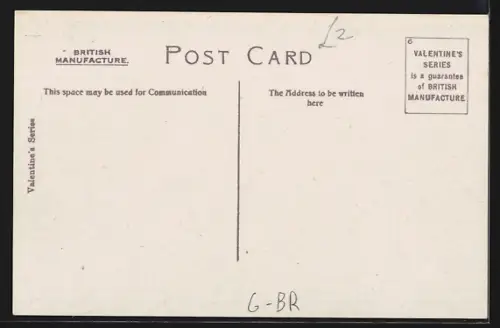 £2
BRITISH
MANUFACTURE.
POST CARD
6
VALENTINE'S
SERIES
is a guarantee
of BRITISH
MANUFACTURE
This space may be used for Communication
The Address to be written
here
Valentine's Series
G-BR